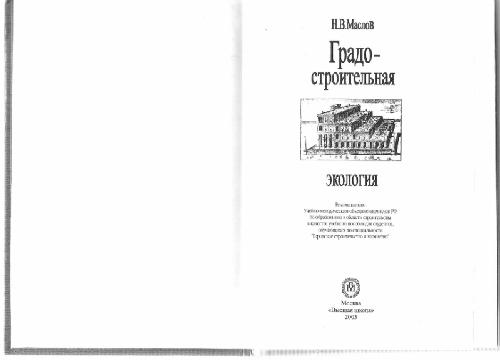 Н.В.Маслов
Градо-
строительная
ЭКОЛОГИЯ
Рекомендовано
Учебно-методическим объединением вузов РФ
по образованию в области строительства
в качестве учебного пособия для студентов,
обучающихся по специальности
"Городское строительство и хозяйство"
Москва
«Высшая школа»
2003